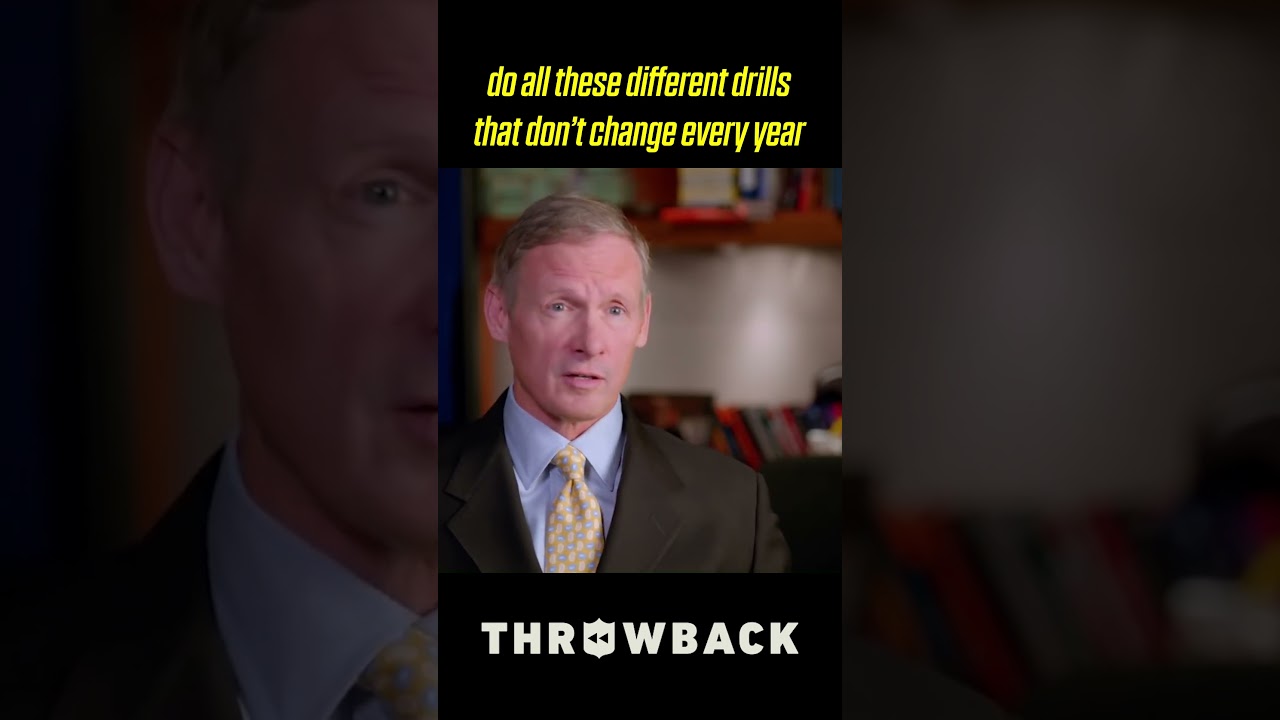 do all these different drills
that don't change every year
THROWBACK